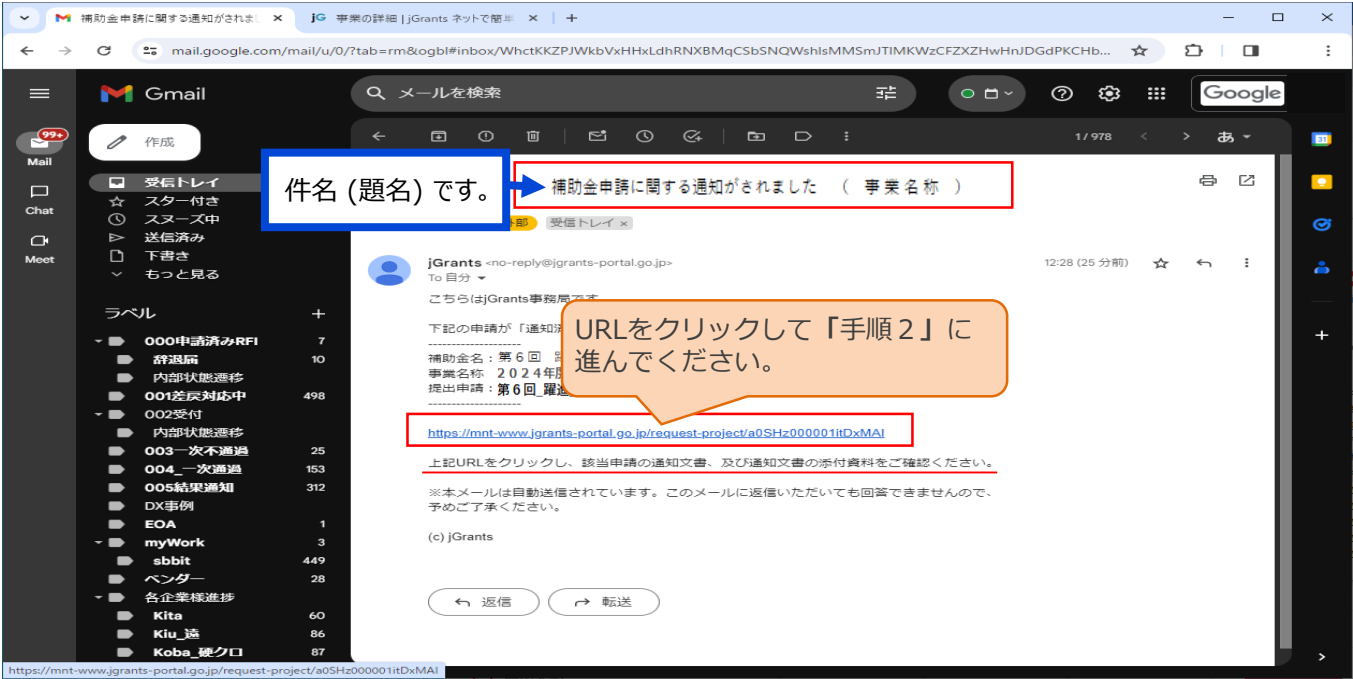 補助金申請に関する通知がされまし
jG 事業の詳細 | jGrants ネットで簡単
mail.google.com/mail/u/0/?tab=rm&ogbl#inbox/WhctKKZPJWkbVxHHxLdhRNXBMqCSbSNQWshIsMMSmJTlMKWzCFZXZHwHnJDGdPKCHb...
Gmail
メールを検索
Google
99+
作成
1 / 978
あ
31
Mail
受信トレイ
件名 (題名) です。
補助金申請に関する通知がされました ( 事業名称 )
Chat
スター付き
スヌーズ中
部
受信トレイ ×
送信済み
Meet
下書き
もっと見る
jGrants <no-reply@jgrants-portal.go.jp>
12:28 (25 分前)
To 自分
こちらはjGrants事務局です
ラベル +
下記の申請が「通知済
--------------------
URLをクリックして「手順２」に
進んでください。
000申請済みRFI 7
辞退届 10
補助金名：第６回
内部状態遷移
事業名称 ２０２４年度
001差戻対応中 498
提出申請：第６回_躍進
--------------------
002受付
内部状態遷移
https://mnt-www.jgrants-portal.go.jp/request-project/a0SHz000001itDxMAI
003一次不通過 25
004_一次通過 153
上記URLをクリックし、該当申請の通知文書、及び通知文書の添付資料をご確認ください。
005結果通知 312
※本メールは自動送信されています。このメールに返信いただいても回答できませんので、
予めご了承ください。
DX事例
EOA 1
(c) jGrants
myWork 3
sbbit 449
ベンダー 28
各企業様進捗
返信
転送
Kita 60
Kiu_遠 86
Koba_硬クロ 87
https://mnt-www.jgrants-portal.go.jp/request-project/a0SHz000001itDxMAI